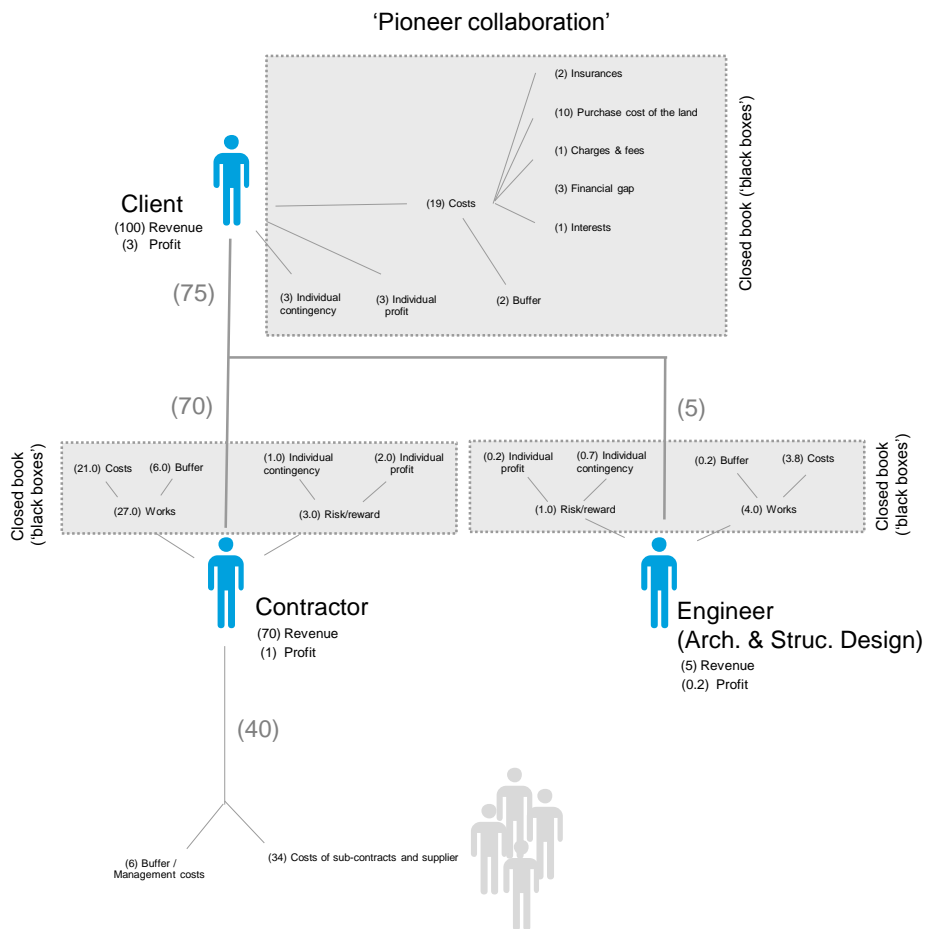 'Pioneer collaboration'
(2) Insurances
(10) Purchase cost of the land
(1) Charges & fees
(3) Financial gap
(19) Costs
(1) Interests
Closed book ('black boxes')
Client
(100) Revenue
(3) Profit
(75)
(3) Individual
contingency
(3) Individual
profit
(2) Buffer
(70)
(5)
Closed book
('black boxes')
(21.0) Costs
(6.0) Buffer
(1.0) Individual
contingency
(2.0) Individual
profit
(27.0) Works
(3.0) Risk/reward
(0.2) Individual
profit
(0.7) Individual
contingency
(0.2) Buffer
(3.8) Costs
(1.0) Risk/reward
(4.0) Works
Closed book
('black boxes')
Contractor
(70) Revenue
(1) Profit
Engineer
(Arch. & Struc. Design)
(5) Revenue
(0.2) Profit
(40)
(6) Buffer /
Management costs
(34) Costs of sub-contracts and supplier